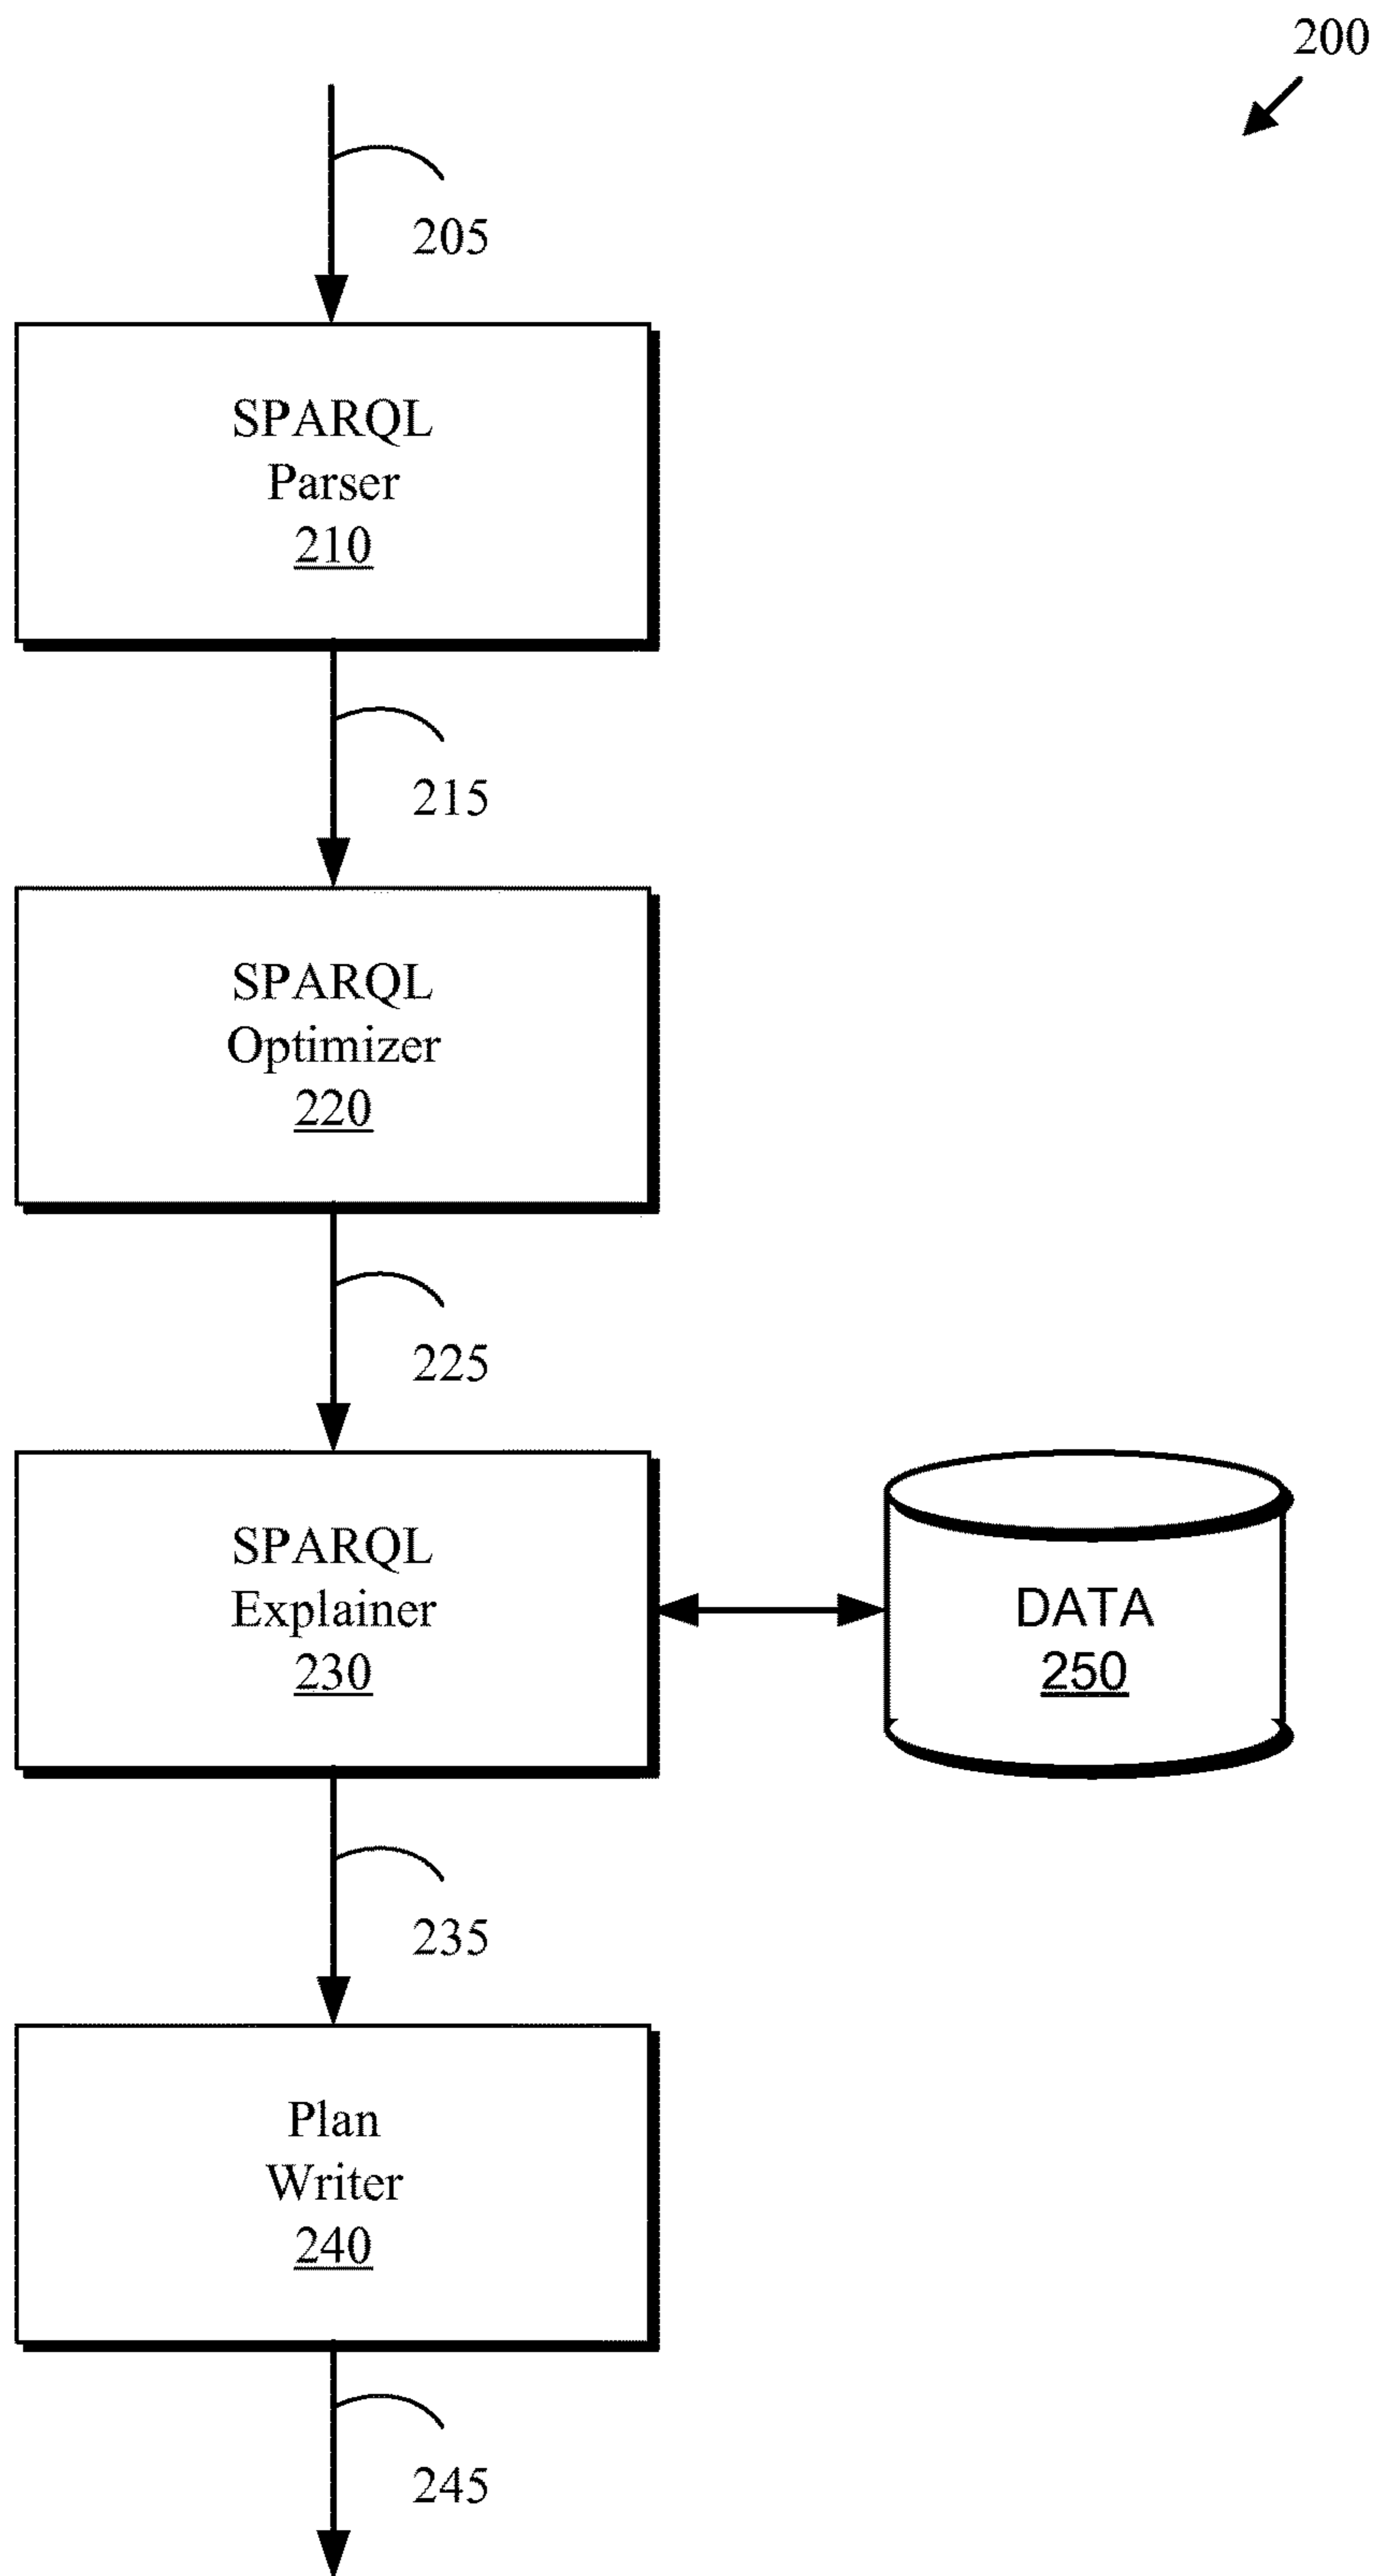 200
205
SPARQL
Parser
210
215
SPARQL
Optimizer
220
225
SPARQL
Explainer
230
DATA
250
235
Plan
Writer
240
245